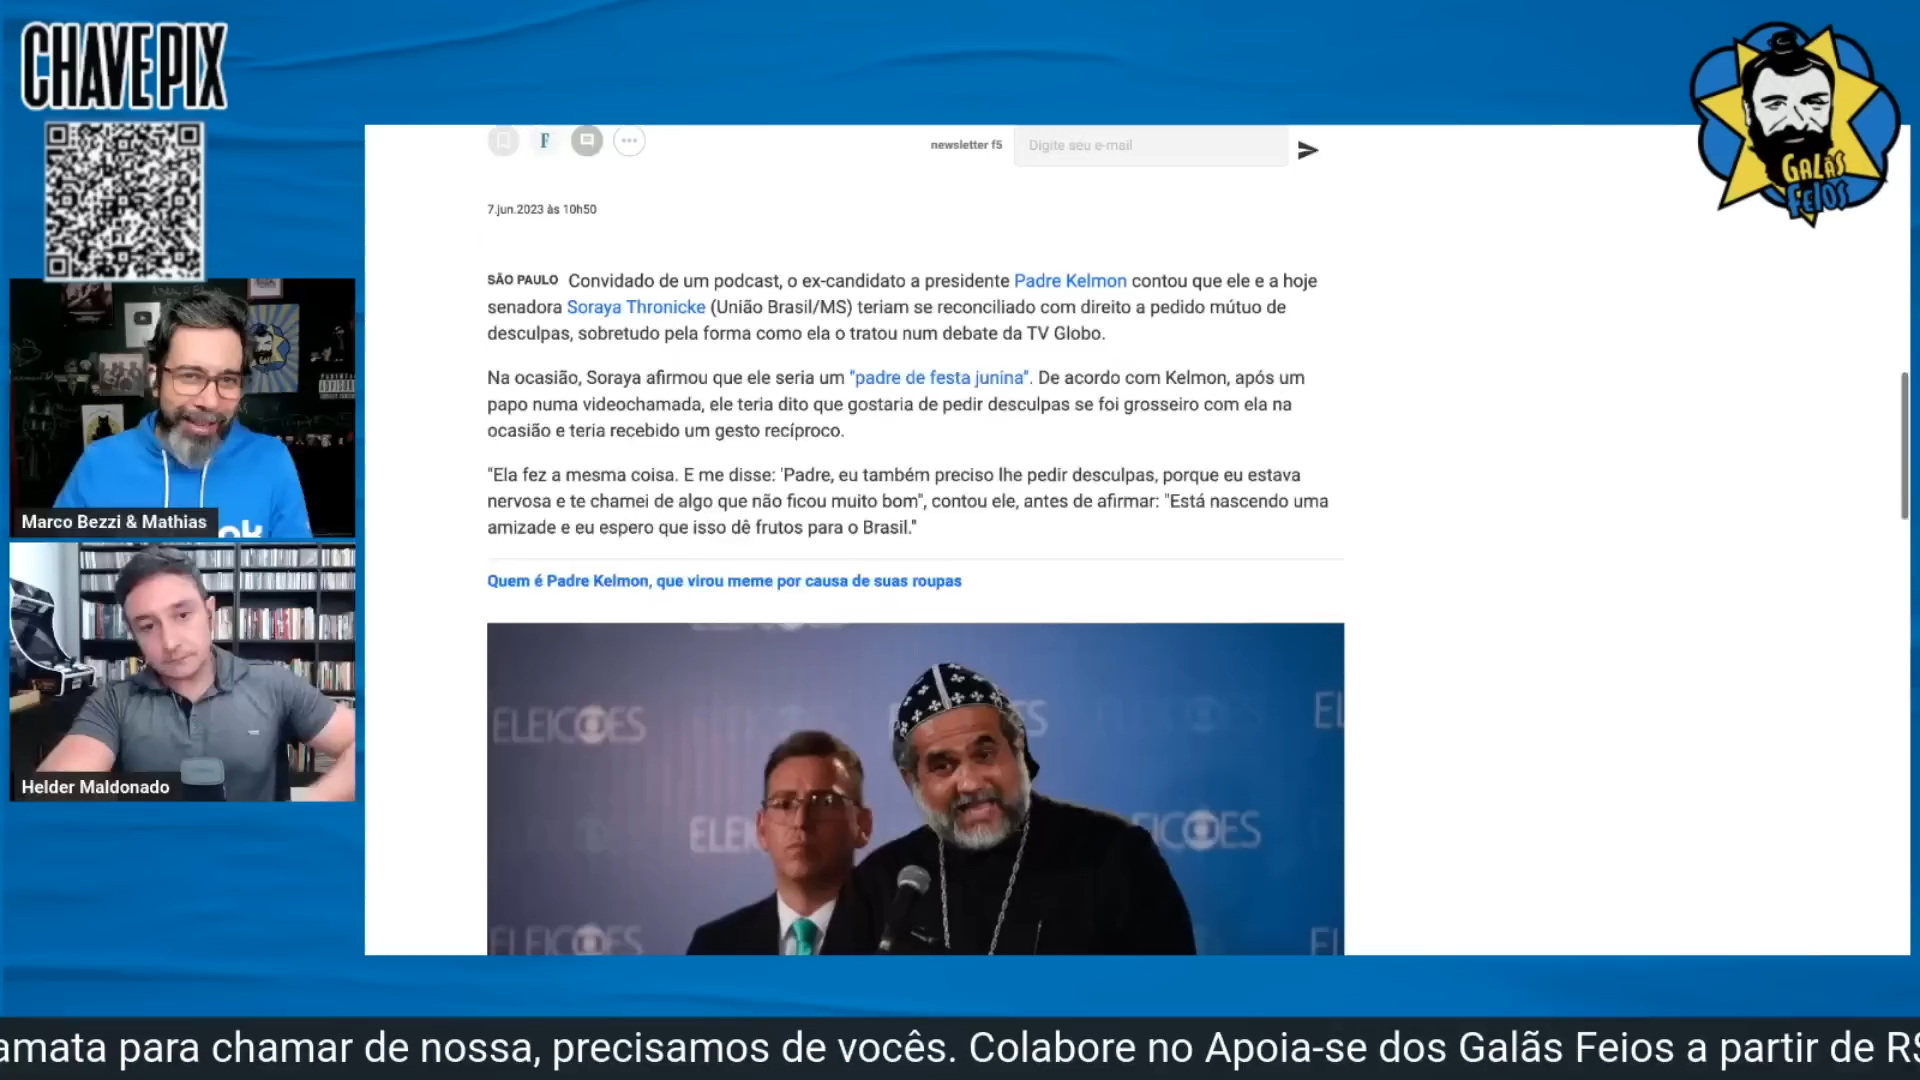 CHAVE PIX
GALÃS
FEIOS
F
newsletter f5
Digite seu e-mail
7.jun.2023 às 10h50
SÃO PAULO Convidado de um podcast, o ex-candidato a presidente Padre Kelmon contou que ele e a hoje
senadora Soraya Thronicke (União Brasil/MS) teriam se reconciliado com direito a pedido mútuo de
desculpas, sobretudo pela forma como ela o tratou num debate da TV Globo.
Na ocasião, Soraya afirmou que ele seria um "padre de festa junina". De acordo com Kelmon, após um
papo numa videochamada, ele teria dito que gostaria de pedir desculpas se foi grosseiro com ela na
ocasião e teria recebido um gesto recíproco.
"Ela fez a mesma coisa. E me disse: 'Padre, eu também preciso lhe pedir desculpas, porque eu estava
nervosa e te chamei de algo que não ficou muito bom", contou ele, antes de afirmar: "Está nascendo uma
amizade e eu espero que isso dê frutos para o Brasil."
Quem é Padre Kelmon, que virou meme por causa de suas roupas
ELEIÇOES
Marco Bezzi & Mathias
Helder Maldonado
amata para chamar de nossa, precisamos de vocês. Colabore no Apoia-se dos Galãs Feios a partir de R$